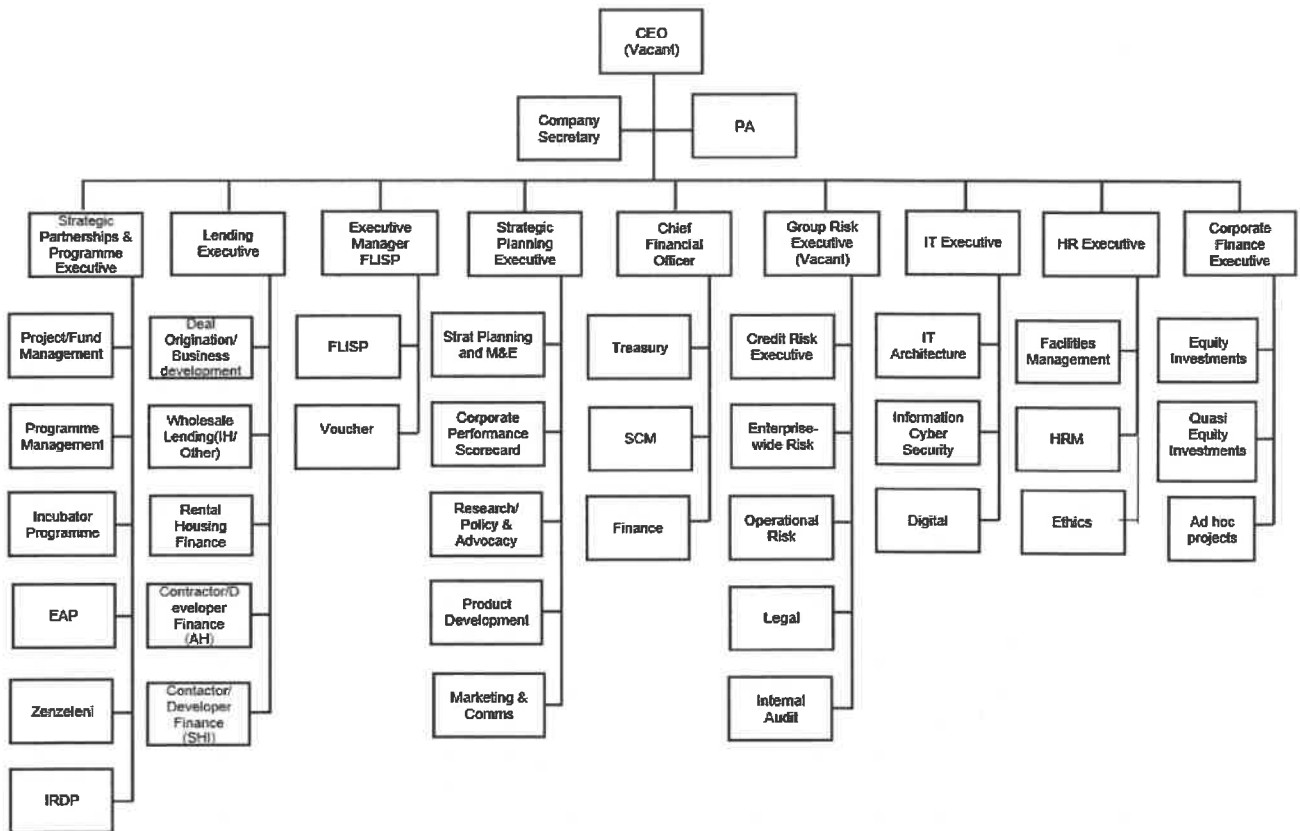 CEO
(Vacant)
Company
Secretary
PA
Strategic
Partnerships &
Programme
Executive
Lending
Executive
Executive
Manager
FLISP
Strategic
Planning
Executive
Chief
Financial
Officer
Group Risk
Executive
(Vacant)
IT Executive
HR Executive
Corporate
Finance
Executive
Project/Fund
Management
Programme
Management
Incubator
Programme
EAP
Zenzeleni
IRDP
Deal
Origination/
Business
development
Wholesale
Lending(IH/
Other)
Rental
Housing
Finance
Contractor/D
eveloper
Finance
(AH)
Contactor/
Developer
Finance
(SHI)
FLISP
Voucher
Strat Planning
and M&E
Corporate
Performance
Scorecard
Research/
Policy &
Advocacy
Product
Development
Marketing &
Comms
Treasury
SCM
Finance
Credit Risk
Executive
Enterprise-
wide Risk
Operational
Risk
Legal
Internal
Audit
IT
Architecture
Information
Cyber
Security
Digital
Facilities
Management
HRM
Ethics
Equity
Investments
Quasi
Equity
Investments
Ad hoc
projects